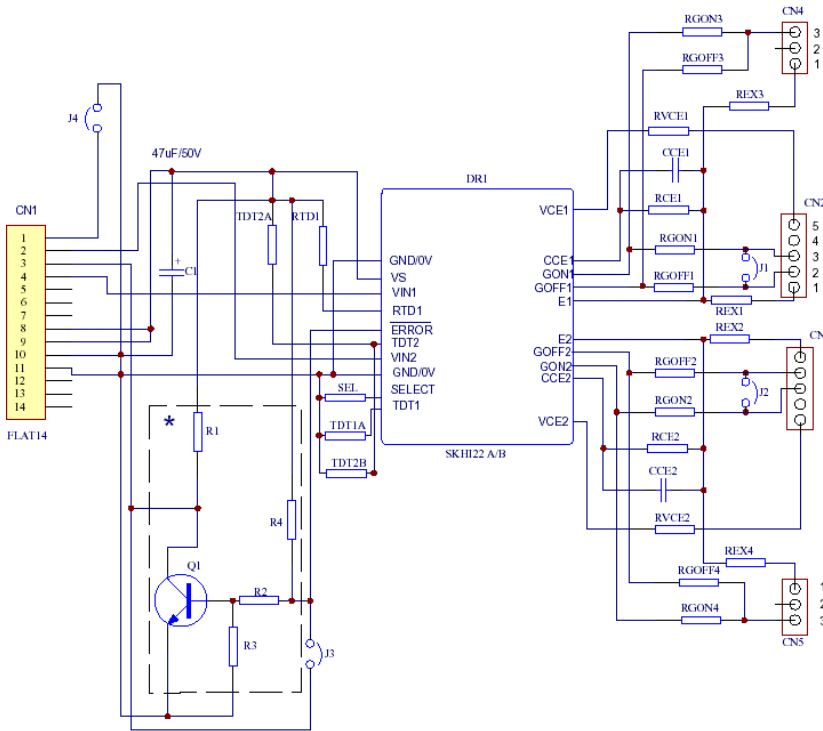 CN4
RGON3
3
2
RGOFF3
1
REX3
J4
RVCE1
47uF/50V
CCE1
DR1
CN1
RCE1
CN2
TDT2A
RTD1
VCE1
5
1
4
2
RGON1
3
3
GND/0V
CCE1
J1
4
+
C1
VS
GON1
RGOFF1
2
5
VIN1
GOFF1
1
6
RTD1
E1
REX1
7
ERROR
REX2
8
TDT2
E2
CN
9
VIN2
GOFF2
RGOFF2
10
GND/0V
GON2
11
SEL
SELECT
CCE2
J2
12
TDT1
RGON2
13
14
*
R1
TDT1A
VCE2
FLAT14
RCE2
SKHI22 A/B
TDT2B
CCE2
RVCE2
R4
REX4
Q1
RGOFF4
1
R2
2
RGON4
3
R3
J3
CN5